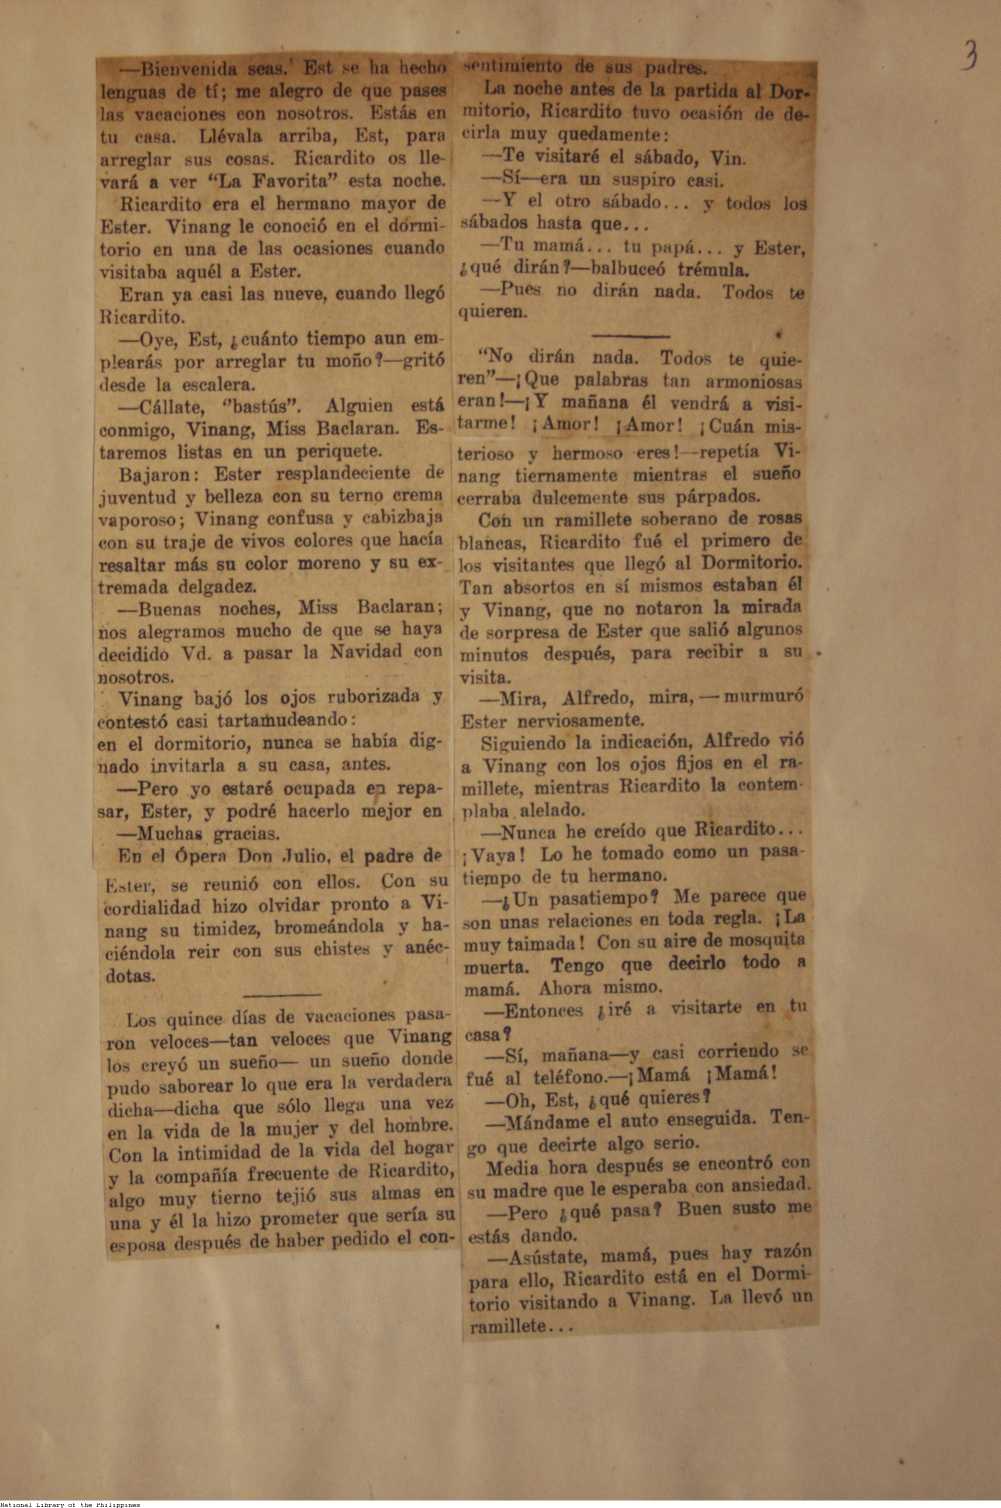 3
—Bienvenida seas. Est se ha hecho
lenguas de tí; me alegro de que pases
las vacaciones con nosotros. Estás en
tu casa. Llévala arriba, Est, para
arreglar sus cosas. Ricardito os lle-
vará a ver "La Favorita" esta noche.
Ricardito era el hermano mayor de
Ester. Vinang le conoció en el dormi-
torio en una de las ocasiones cuando
visitaba aquél a Ester.
Eran ya casi las nueve, cuando llegó
Ricardito.
—Oye, Est, ¿cuánto tiempo aun em-
plearás por arreglar tu moño?—gritó
desde la escalera.
—Cállate, "bastús". Alguien está
conmigo, Vinang, Miss Baclaran. Es-
taremos listas en un periquete.
Bajaron: Ester resplandeciente de
juventud y belleza con su terno crema
vaporoso; Vinang confusa y cabizbaja
con su traje de vivos colores que hacía
resaltar más su color moreno y su ex-
tremada delgadez.
—Buenas noches, Miss Baclaran;
nos alegramos mucho de que se haya
decidido Vd. a pasar la Navidad con
nosotros.
Vinang bajó los ojos ruborizada y
contestó casi tartamudeando:
en el dormitorio, nunca se había dig-
nado invitarla a su casa, antes.
—Pero yo estaré ocupada en repa-
sar, Ester, y podré hacerlo mejor en
—Muchas gracias.
En el Ópera Don Julio, el padre de
Ester, se reunió con ellos. Con su
cordialidad hizo olvidar pronto a Vi-
nang su timidez, bromeándola y ha-
ciéndola reir con sus chistes y anéc-
dotas.
Los quince días de vacaciones pasa-
ron veloces—tan veloces que Vinang
los creyó un sueño— un sueño donde
pudo saborear lo que era la verdadera
dicha—dicha que sólo llega una vez
en la vida de la mujer y del hombre.
Con la intimidad de la vida del hogar
y la compañía frecuente de Ricardito,
algo muy tierno tejió sus almas en
una y él la hizo prometer que sería su
esposa después de haber pedido el con-
sentimiento de sus padres.
La noche antes de la partida al Dor-
mitorio, Ricardito tuvo ocasión de de-
cirla muy quedamente:
—Te visitaré el sábado, Vin.
—Sí—era un suspiro casi.
—Y el otro sábado... y todos los
sábados hasta que...
—Tu mamá... tu papá... y Ester,
¿qué dirán?—balbuceó trémula.
—Pues no dirán nada. Todos te
quieren.
"No dirán nada. Todos te quie-
ren"—¡Que palabras tan armoniosas
eran!—¡Y mañana él vendrá a visi-
tarme! ¡Amor! ¡Amor! ¡Cuán mis-
terioso y hermoso eres!—repetía Vi-
nang tiernamente mientras el sueño
cerraba dulcemente sus párpados.
Con un ramillete soberano de rosas
blancas, Ricardito fué el primero de
los visitantes que llegó al Dormitorio.
Tan absortos en sí mismos estaban él
y Vinang, que no notaron la mirada
de sorpresa de Ester que salió algunos
minutos después, para recibir a su
visita.
—Mira, Alfredo, mira,—murmuró
Ester nerviosamente.
Siguiendo la indicación, Alfredo vió
a Vinang con los ojos fijos en el ra-
millete, mientras Ricardito la contem-
plaba alelado.
—Nunca he creído que Ricardito...
¡Vaya! Lo he tomado como un pasa-
tiempo de tu hermano.
—¿Un pasatiempo? Me parece que
son unas relaciones en toda regla. ¡La
muy taimada! Con su aire de mosquita
muerta. Tengo que decirlo todo a
mamá. Ahora mismo.
—Entonces ¿iré a visitarte en tu
casa?
—Sí, mañana—y casi corriendo se
fué al teléfono.—¡Mamá ¡Mamá!
—Oh, Est, ¿qué quieres?
—Mándame el auto enseguida. Ten-
go que decirte algo serio.
Media hora después se encontró con
su madre que le esperaba con ansiedad.
—Pero ¿qué pasa? Buen susto me
estás dando.
—Asústate, mamá, pues hay razón
para ello, Ricardito está en el Dormi-
torio visitando a Vinang. La llevó un
ramillete...
National Library of the Philippines